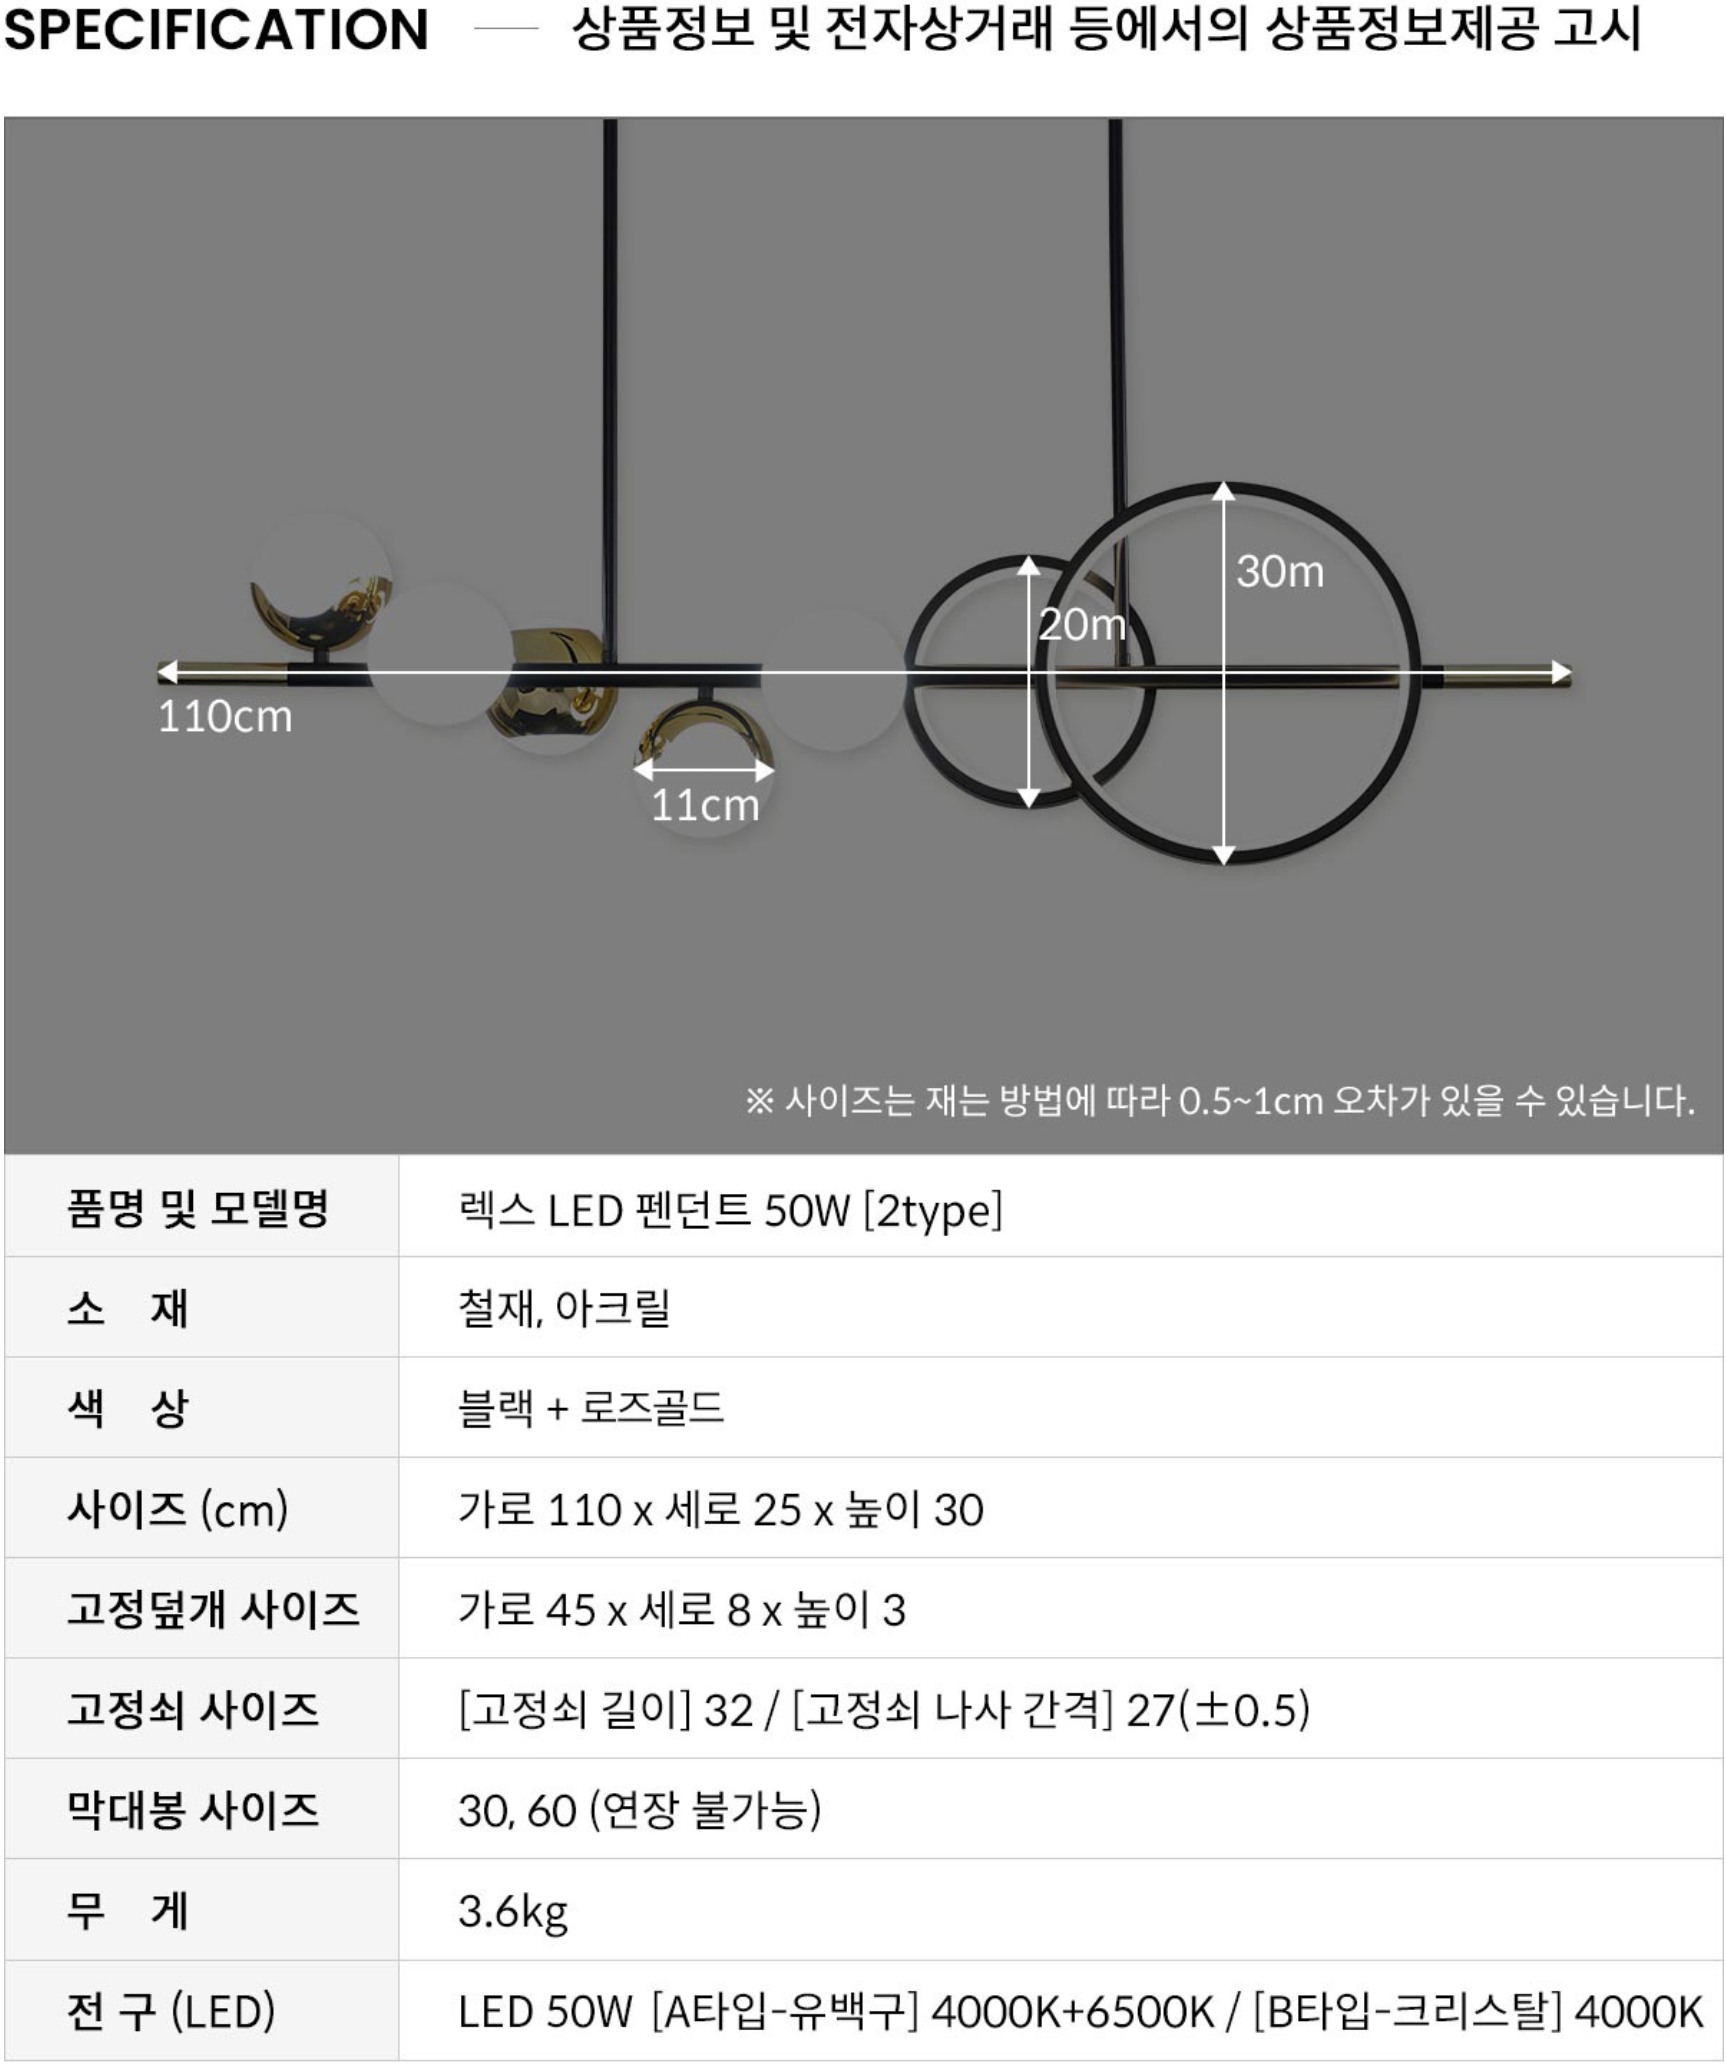 SPECIFICATION 상품정보 및 전자상거래 등에서의 상품정보제공 고시
30m
20m
110cm
11cm
※ 사이즈는 재는 방법에 따라 0.5~1cm 오차가 있을 수 있습니다.
품명 및 모델명 렉스 LED 펜던트 50W [2type]
소 재 철재, 아크릴
색 상 블랙 + 로즈골드
사이즈 (cm) 가로 110 x 세로 25 x 높이 30
고정덮개 사이즈 가로 45 x 세로 8 x 높이 3
고정쇠 사이즈 [고정쇠 길이] 32 / [고정쇠 나사 간격] 27(±0.5)
막대봉 사이즈 30, 60 (연장 불가능)
무 게 3.6kg
전 구 (LED) LED 50W [A타입-유백구] 4000K+6500K / [B타입-크리스탈] 4000K